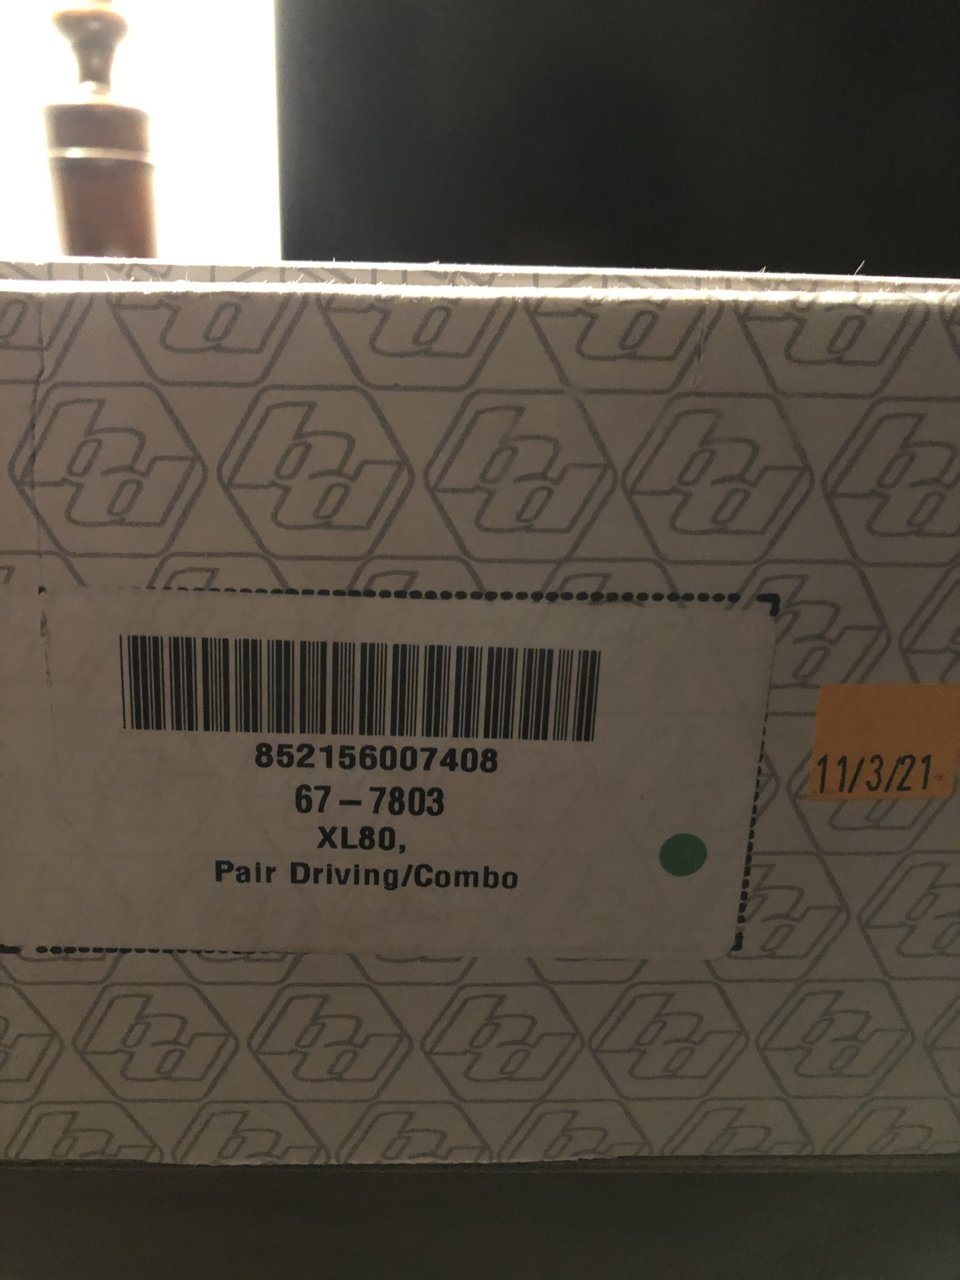 852156007408
67-7803
XL80,
Pair Driving/Combo
11/3/21